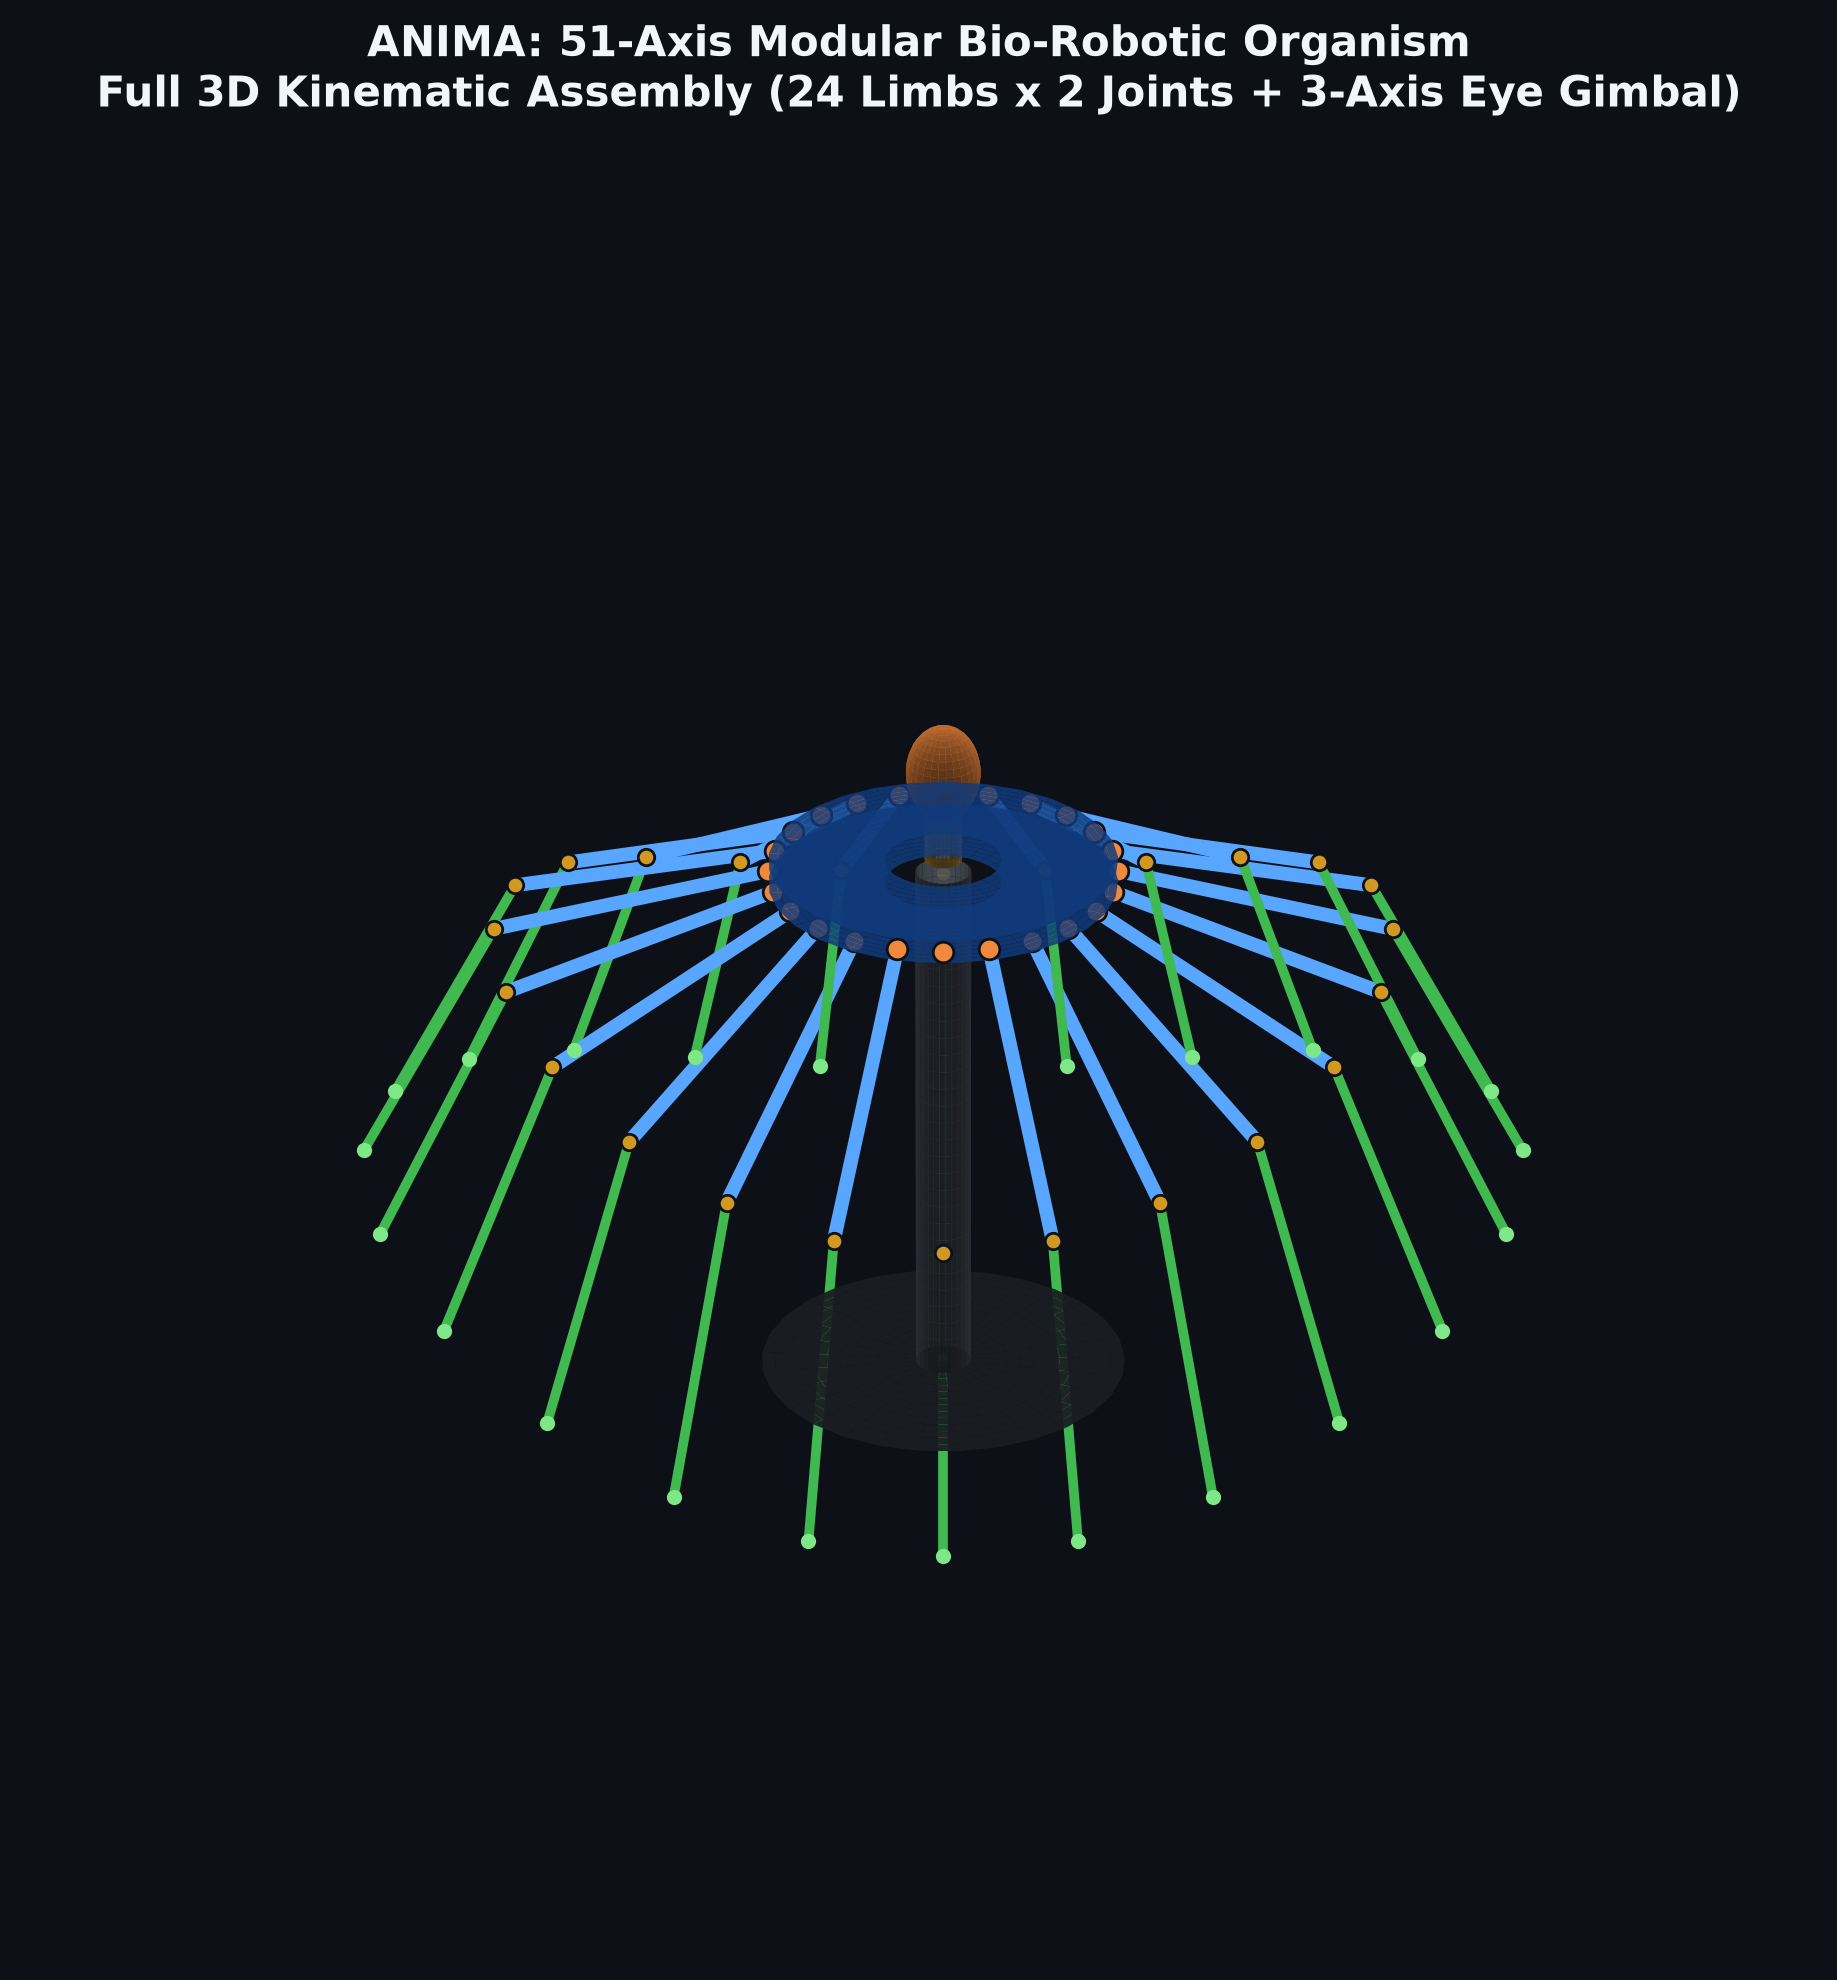 ANIMA: 51-Axis Modular Bio-Robotic Organism
Full 3D Kinematic Assembly (24 Limbs x 2 Joints + 3-Axis Eye Gimbal)